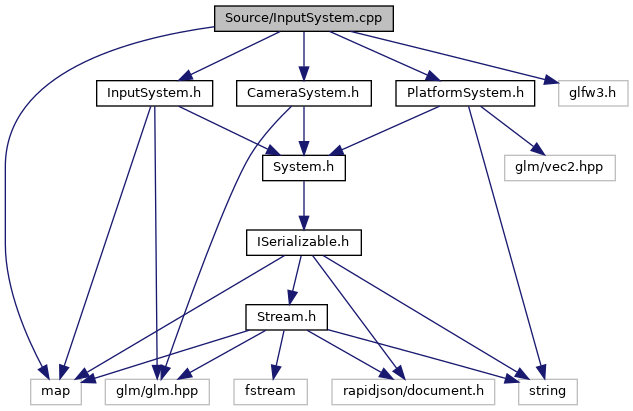 Source/InputSystem.cpp
InputSystem.h
CameraSystem.h
PlatformSystem.h
glfw3.h
System.h
glm/vec2.hpp
ISerializable.h
Stream.h
map
glm/glm.hpp
fstream
rapidjson/document.h
string